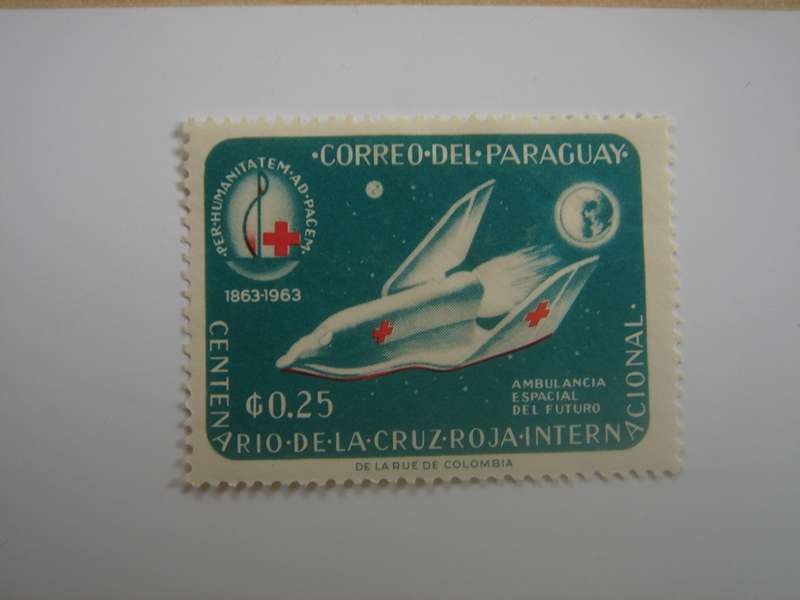 ·CORREO·DEL·PARAGUAY·
·PER·HUMANITATEM·AD·PACEM·
1863·1963
₲0.25
AMBULANCIA
ESPACIAL
DEL FUTURO
CENTENARIO·DE·LA·CRUZ·ROJA·INTERNACIONAL·
DE LA RUE DE COLOMBIA